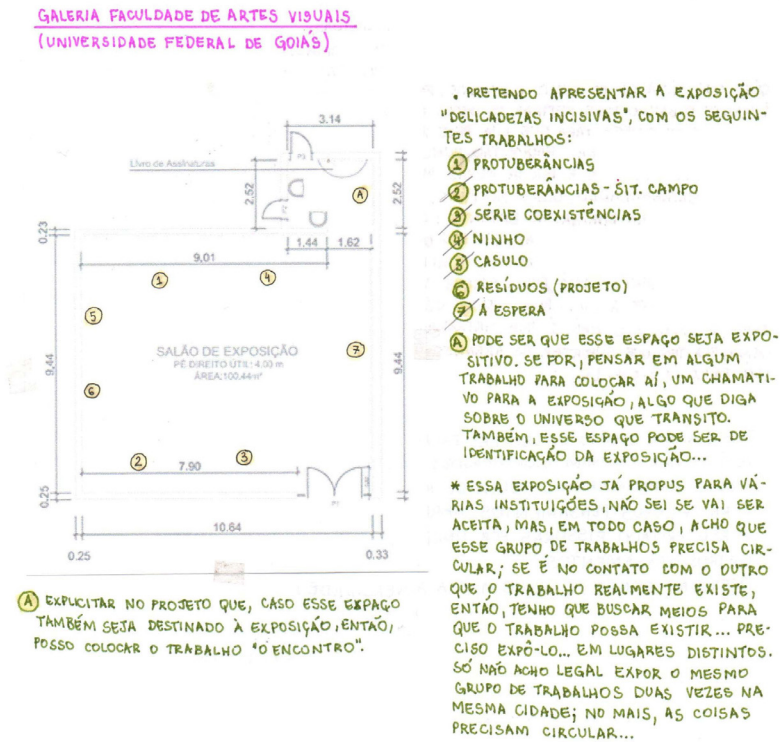 GALERIA FACULDADE DE ARTES VISUAIS
(UNIVERSIDADE FEDERAL DE GOIÁS)
3.14
Livro de Assinaturas
2,52
A
2,52
0,23
1.44
1.62
9,01
1
4
5
SALÃO DE EXPOSIÇÃO
PÉ DIREITO ÚTIL: 4.00 m
ÁREA:100,44m²
7
9,44
9,44
6
2
3
7.90
0,25
10.64
0.25
0.33
A EXPLICITAR NO PROJETO QUE, CASO ESSE ESPAÇO
TAMBÉM SEJA DESTINADO À EXPOSIÇÃO, ENTÃO,
POSSO COLOCAR O TRABALHO "O ENCONTRO".
. PRETENDO APRESENTAR A EXPOSIÇÃO
"DELICADEZAS INCISIVAS", COM OS SEGUIN-
TES TRABALHOS:
1 PROTUBERÂNCIAS
2 PROTUBERÂNCIAS - SIT. CAMPO
3 SÉRIE COEXISTÊNCIAS
4 NINHO
5 CASULO
6 RESÍDUOS (PROJETO)
7 A ESPERA
A PODE SER QUE ESSE ESPAÇO SEJA EXPO-
SITIVO. SE FOR, PENSAR EM ALGUM
TRABALHO PARA COLOCAR AÍ, UM CHAMATI-
VO PARA A EXPOSIÇÃO, ALGO QUE DIGA
SOBRE O UNIVERSO QUE TRANSITO.
TAMBÉM, ESSE ESPAÇO PODE SER DE
IDENTIFICAÇÃO DA EXPOSIÇÃO...
* ESSA EXPOSIÇÃO JÁ PROPUS PARA VÁ-
RIAS INSTITUIÇÕES, NÃO SEI SE VAI SER
ACEITA, MAS, EM TODO CASO, ACHO QUE
ESSE GRUPO DE TRABALHOS PRECISA CIR-
CULAR; SE É NO CONTATO COM O OUTRO
QUE O TRABALHO REALMENTE EXISTE,
ENTÃO, TENHO QUE BUSCAR MEIOS PARA
QUE O TRABALHO POSSA EXISTIR... PRE-
CISO EXPÔ-LO... EM LUGARES DISTINTOS.
SÓ NÃO ACHO LEGAL EXPOR O MESMO
GRUPO DE TRABALHOS DUAS VEZES NA
MESMA CIDADE; NO MAIS, AS COISAS
PRECISAM CIRCULAR...